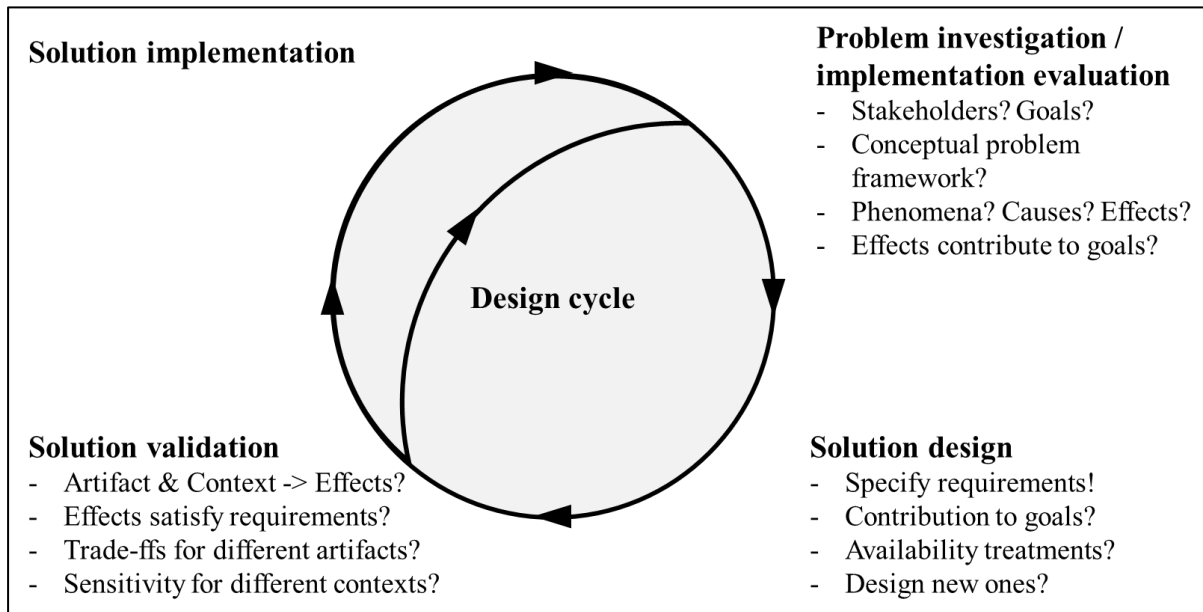 Solution implementation
Problem investigation /
implementation evaluation
- Stakeholders? Goals?
- Conceptual problem
framework?
- Phenomena? Causes? Effects?
- Effects contribute to goals?
Design cycle
Solution validation
- Artifact & Context -> Effects?
- Effects satisfy requirements?
- Trade-ffs for different artifacts?
- Sensitivity for different contexts?
Solution design
- Specify requirements!
- Contribution to goals?
- Availability treatments?
- Design new ones?